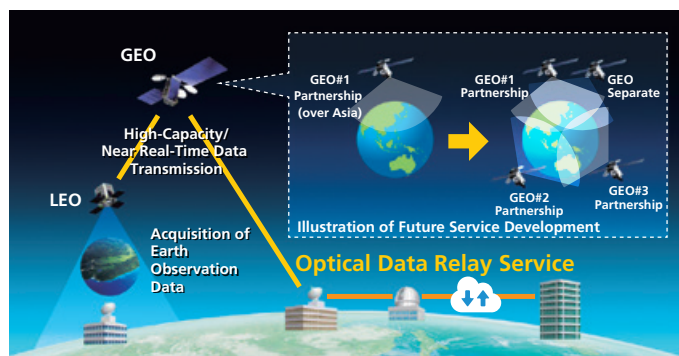 GEO
High-Capacity/
Near-Real-Time Data
Transmission
LEO
Acquisition of
Earth
Observation
Data
GEO#1
Partnership
(over Asia)
GEO#1
Partnership
GEO
Separate
GEO#2
Partnership
GEO#3
Partnership
Illustration of Future Service Development
Optical Data Relay Service